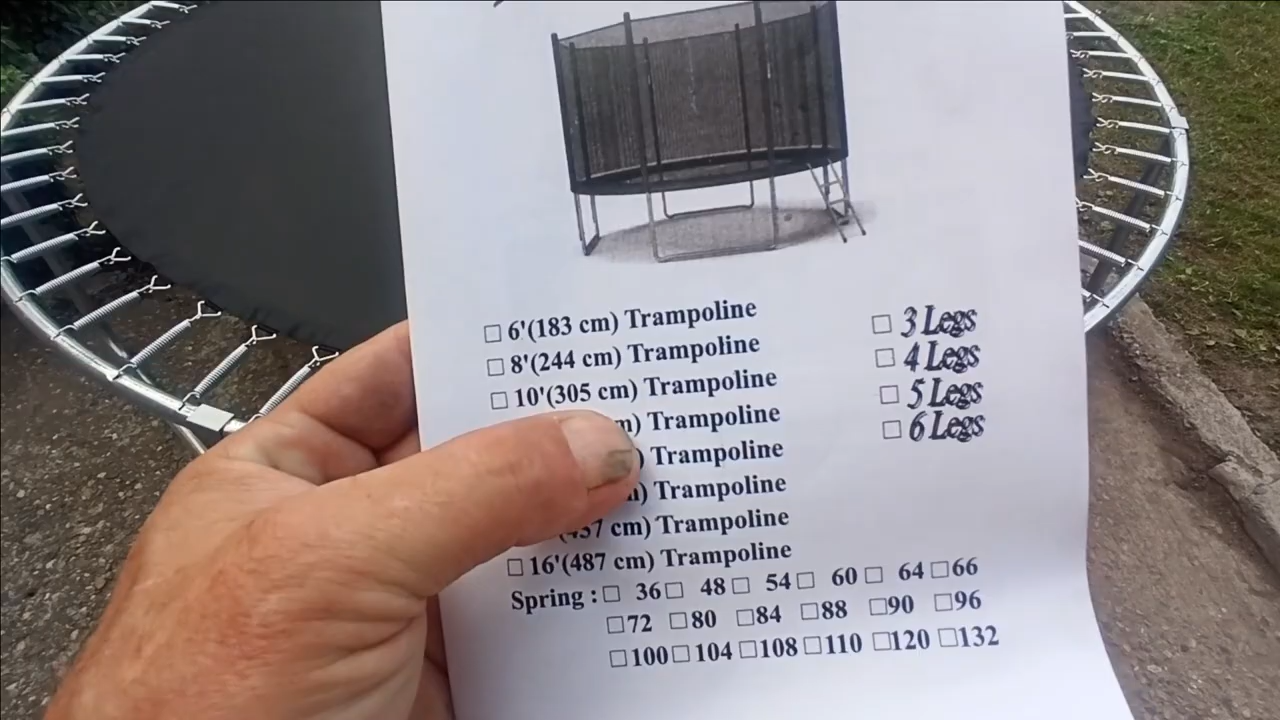 □ 6'(183 cm) Trampoline □ 3 Legs
□ 8'(244 cm) Trampoline □ 4 Legs
□ 10'(305 cm) Trampoline □ 5 Legs
m) Trampoline □ 6 Legs
) Trampoline
) Trampoline
(457 cm) Trampoline
□ 16'(487 cm) Trampoline
Spring : □ 36 □ 48 □ 54 □ 60 □ 64 □ 66
□ 72 □ 80 □ 84 □ 88 □ 90 □ 96
□ 100 □ 104 □ 108 □ 110 □ 120 □ 132